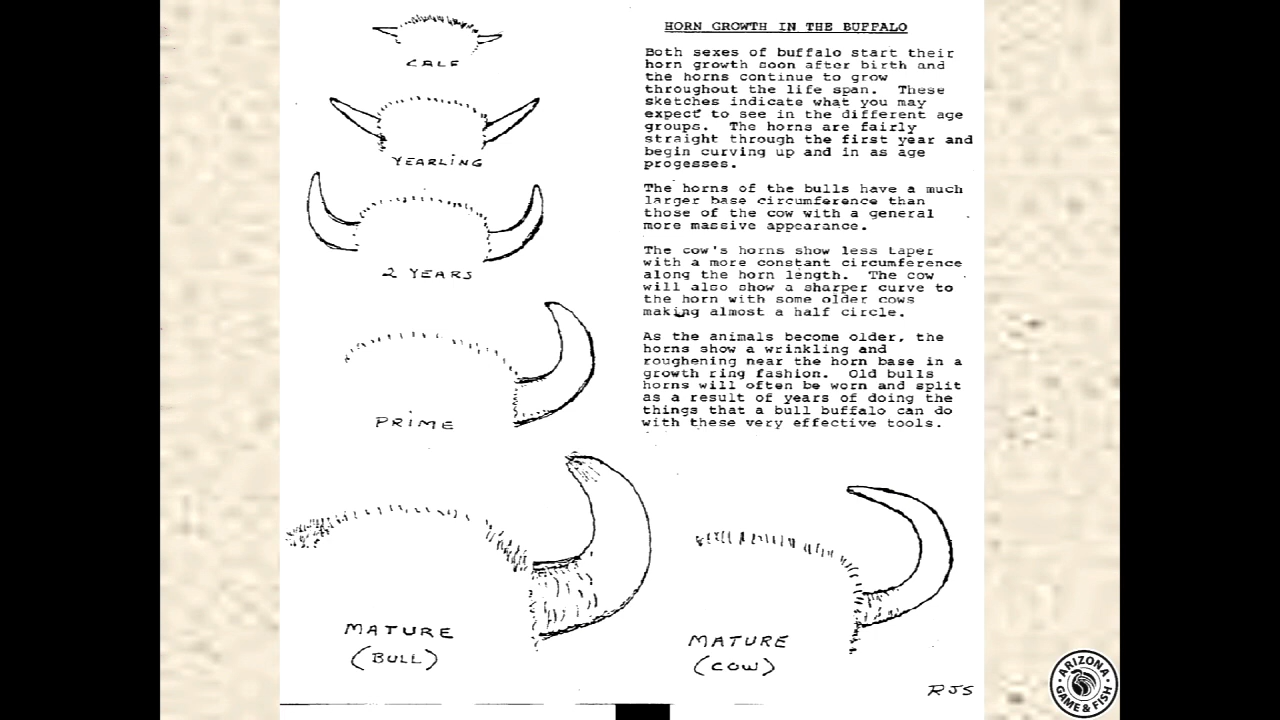 HORN GROWTH IN THE BUFFALO
Both sexes of buffalo start their
horn growth soon after birth and
the horns continue to grow
throughout the life span. These
sketches indicate what you may
expect to see in the different age
groups. The horns are fairly
straight through the first year and
begin curving up and in as age
progesses.
The horns of the bulls have a much
larger base circumference than
those of the cow with a general
more massive appearance.
The cow's horns show less taper
with a more constant circumference
along the horn length. The cow
will also show a sharper curve to
the horn with some older cows
making almost a half circle.
As the animals become older, the
horns show a wrinkling and
roughening near the horn base in a
growth ring fashion. Old bulls
horns will often be worn and split
as a result of years of doing the
things that a bull buffalo can do
with these very effective tools.
CALF
YEARLING
2 YEARS
PRIME
MATURE
(BULL)
MATURE
(COW)
RJS
ARIZONA
GAME & FISH